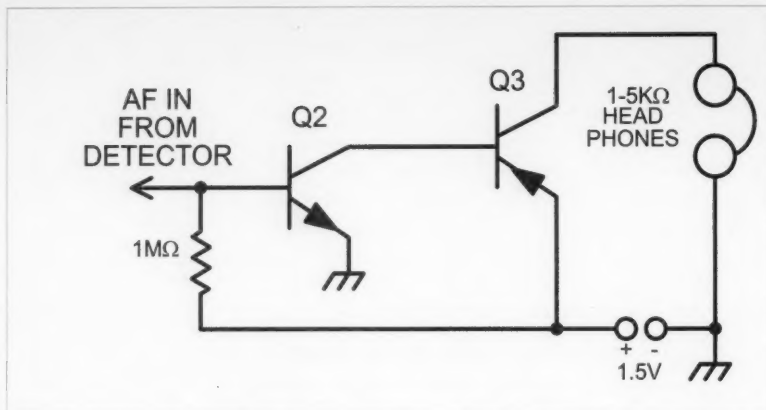 AF IN
FROM
DETECTOR
Q2
Q3
1-5KΩ
HEAD
PHONES
1MΩ
+ -
1.5V